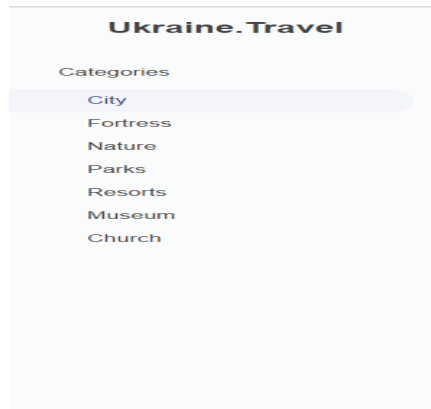 Ukraine.Travel
Categories
City
Fortress
Nature
Parks
Resorts
Museum
Church